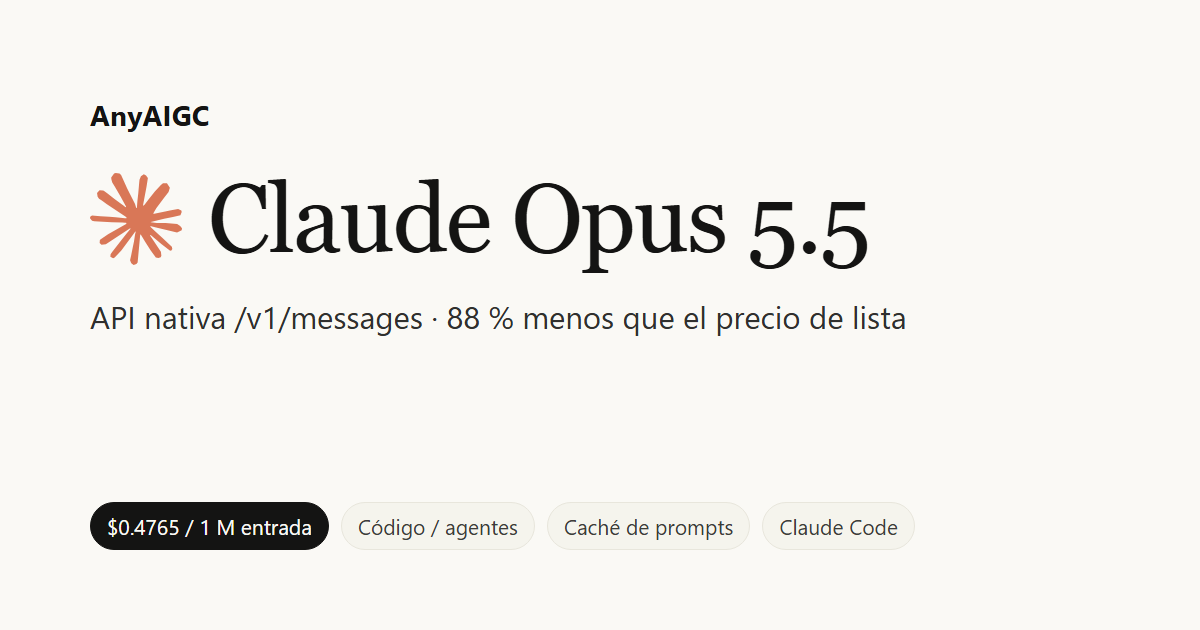 AnyAIGC
Claude Opus 5.5
API nativa /v1/messages · 88 % menos que el precio de lista
$0.4765 / 1 M entrada
Código / agentes
Caché de prompts
Claude Code